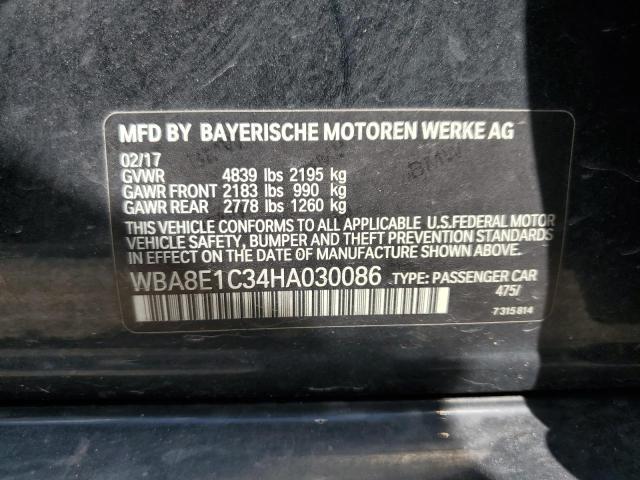 MFD BY BAYERISCHE MOTOREN WERKE AG
02/17
GVWR 4839 lbs 2195 kg
GAWR FRONT 2183 lbs 990 kg
GAWR REAR 2778 lbs 1260 kg
THIS VEHICLE CONFORMS TO ALL APPLICABLE U.S.FEDERAL MOTOR
VEHICLE SAFETY, BUMPER AND THEFT PREVENTION STANDARDS
IN EFFECT ON THE DATE OF MANUFACTURE SHOWN ABOVE.
WBA8E1C34HA030086 TYPE: PASSENGER CAR
475/
7315814